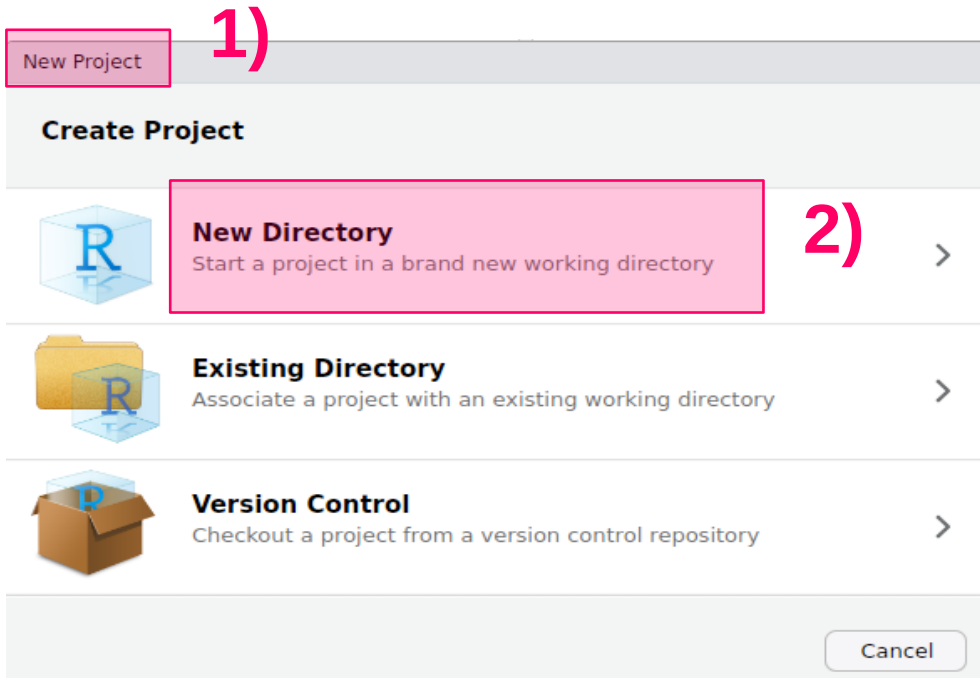 1)
New Project
Create Project
R
New Directory
Start a project in a brand new working directory
2)
R
Existing Directory
Associate a project with an existing working directory
R
Version Control
Checkout a project from a version control repository
Cancel